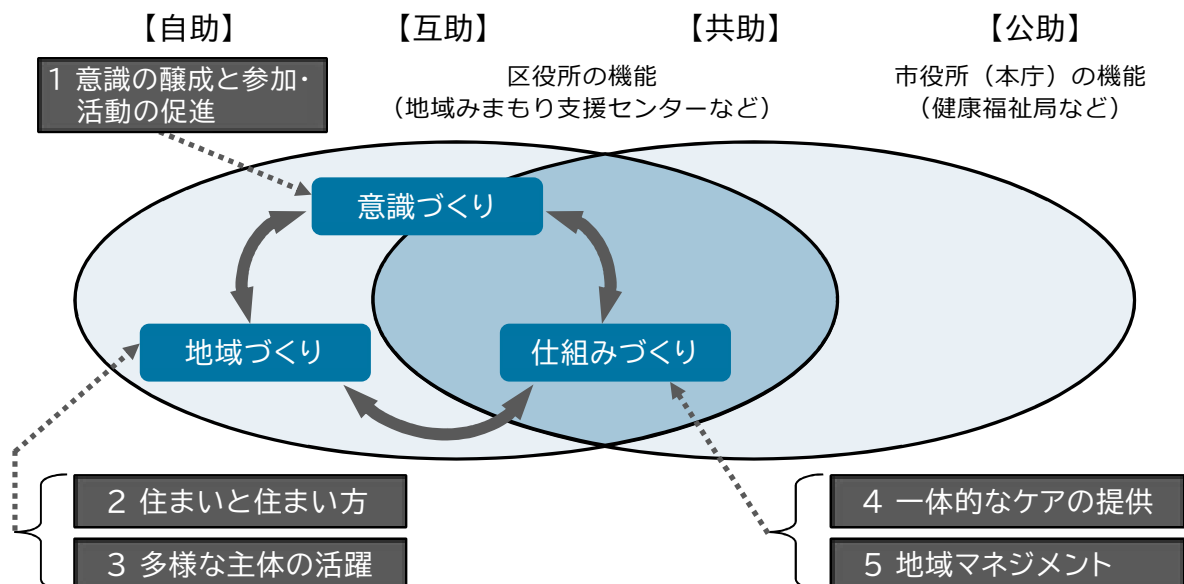 【自助】
【互助】
【共助】
【公助】
1 意識の醸成と参加・
活動の促進
区役所の機能
(地域みまもり支援センターなど)
市役所(本庁)の機能
(健康福祉局など)
意識づくり
地域づくり
仕組みづくり
2 住まいと住まい方
3 多様な主体の活躍
4 一体的なケアの提供
5 地域マネジメント